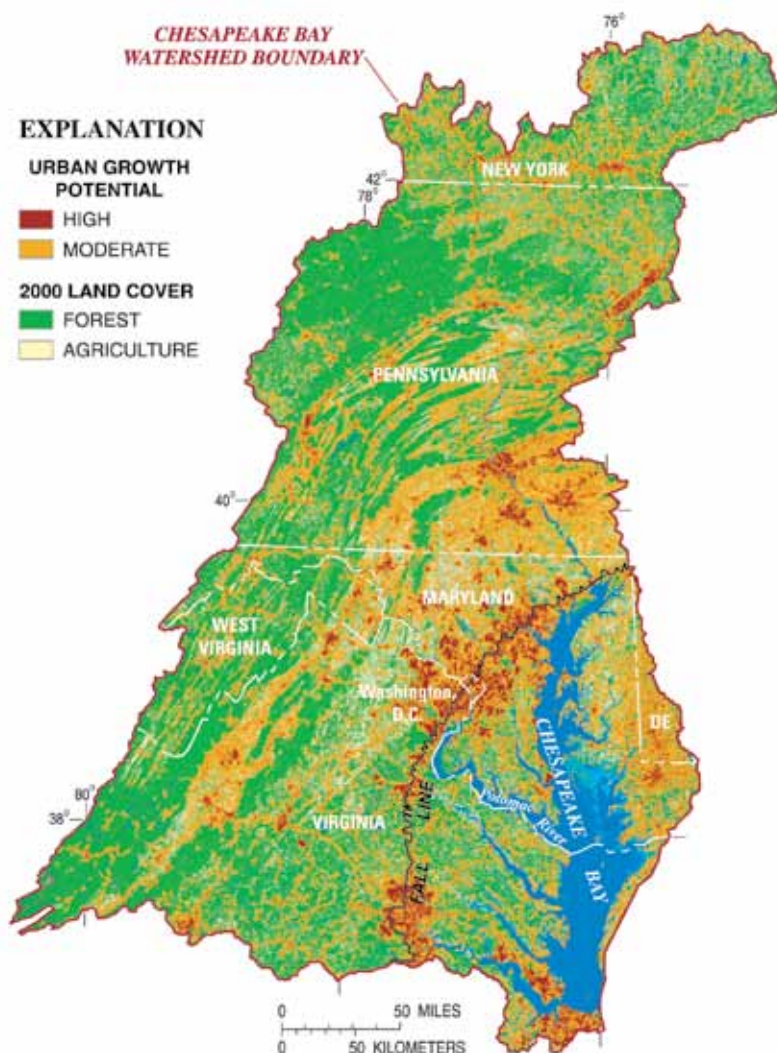 CHESAPEAKE BAY
WATERSHED BOUNDARY
76°
EXPLANATION
URBAN GROWTH
POTENTIAL
HIGH
MODERATE
2000 LAND COVER
FOREST
AGRICULTURE
42°
78°
NEW YORK
PENNSYLVANIA
40°
MARYLAND
WEST
VIRGINIA
Washington,
D.C.
DE
CHESAPEAKE
BAY
Potomac River
80°
38°
VIRGINIA
FALL LINE
0 50 MILES
0 50 KILOMETERS